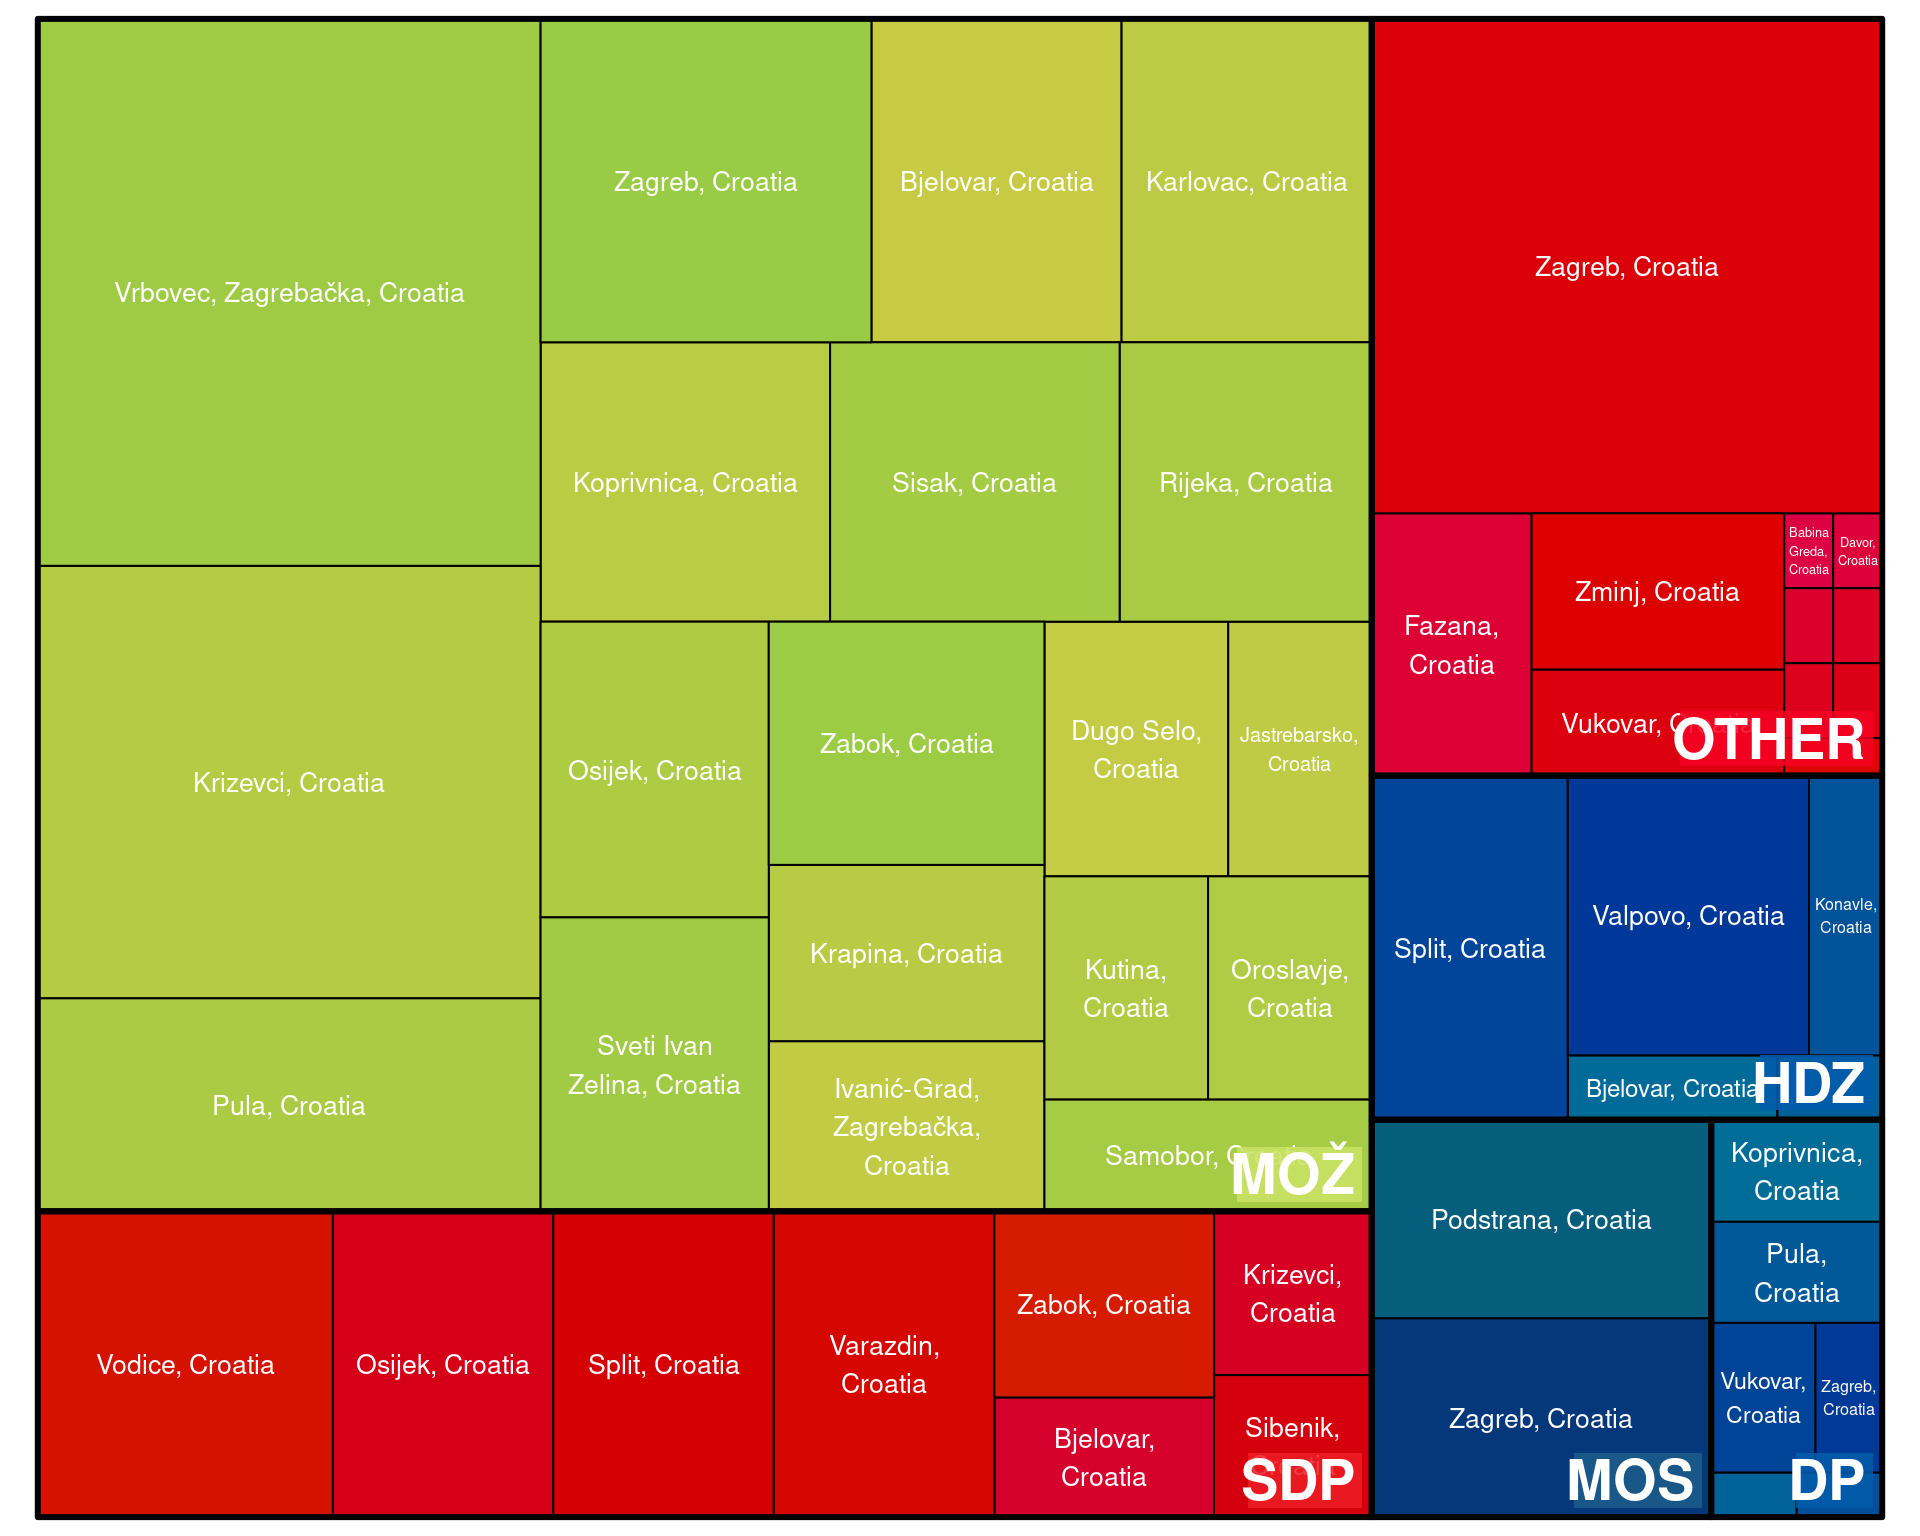 Vrbovec, Zagrebačka, Croatia
Zagreb, Croatia
Bjelovar, Croatia
Karlovac, Croatia
Koprivnica, Croatia
Sisak, Croatia
Rijeka, Croatia
Krizevci, Croatia
Osijek, Croatia
Zabok, Croatia
Dugo Selo,
Croatia
Jastrebarsko,
Croatia
Krapina, Croatia
Kutina,
Croatia
Oroslavje,
Croatia
Pula, Croatia
Sveti Ivan
Zelina, Croatia
Ivanić-Grad,
Zagrebačka,
Croatia
Samobor, Croatia
MOŽ
Vodice, Croatia
Osijek, Croatia
Split, Croatia
Varazdin,
Croatia
Zabok, Croatia
Bjelovar,
Croatia
Krizevci,
Croatia
Sibenik,
Croatia
SDP
Zagreb, Croatia
Fazana,
Croatia
Zminj, Croatia
Vukovar, Croatia
Babina
Greda,
Croatia
Davor,
Croatia
OTHER
Split, Croatia
Valpovo, Croatia
Konavle,
Croatia
Bjelovar, Croatia
HDZ
Podstrana, Croatia
Zagreb, Croatia
MOS
Koprivnica,
Croatia
Pula,
Croatia
Vukovar,
Croatia
Zagreb,
Croatia
DP